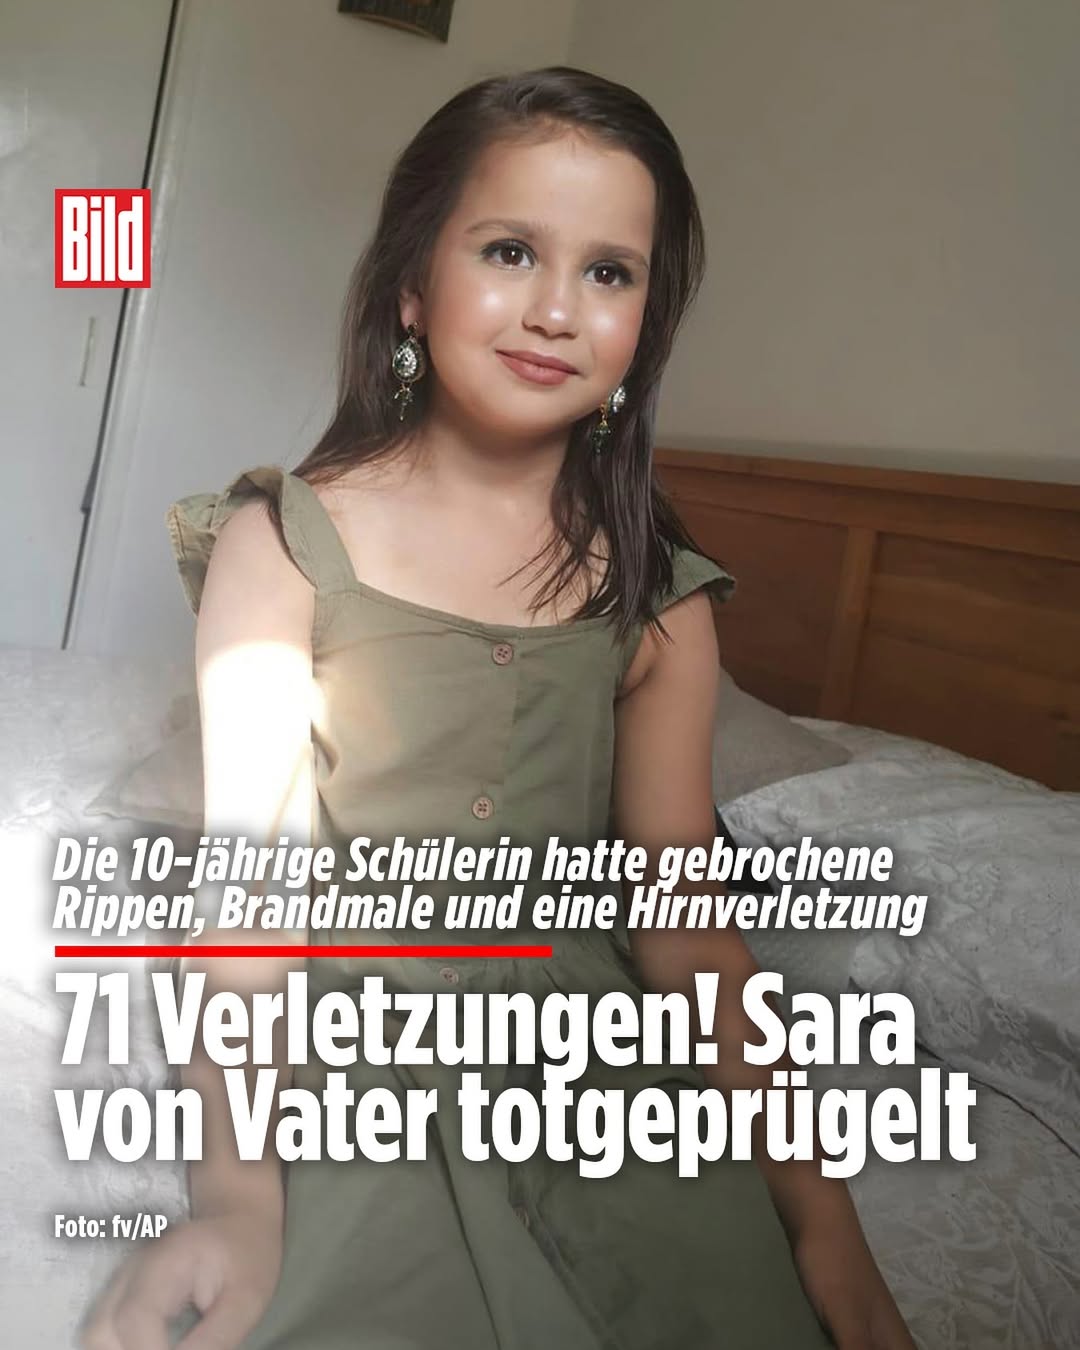 Bild
Die 10-jährige Schülerin hatte gebrochene
Rippen, Brandmale und eine Hirnverletzung
71 Verletzungen! Sara
von Vater totgeprügelt
Foto: fv/AP